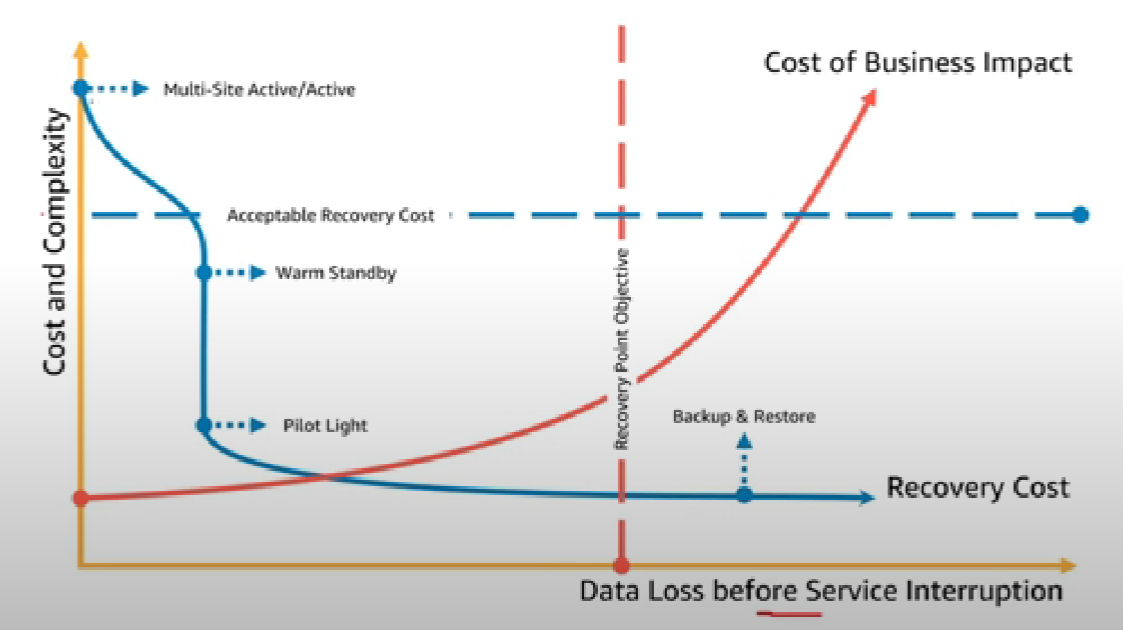 Cost of Business Impact
Multi-Site Active/Active
Cost and Complexity
Acceptable Recovery Cost
Warm Standby
Recovery Point Objective
Pilot Light
Backup & Restore
Recovery Cost
Data Loss before Service Interruption